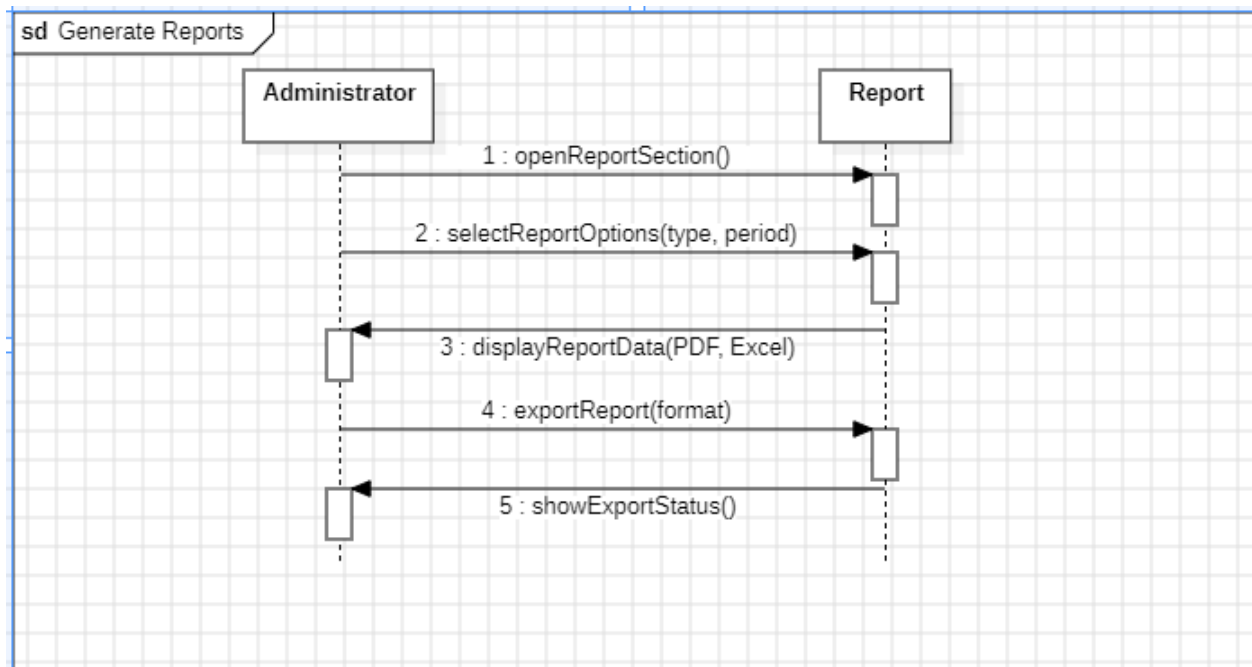 sd Generate Reports
Administrator
Report
1 : openReportSection()
2 : selectReportOptions(type, period)
3 : displayReportData(PDF, Excel)
4 : exportReport(format)
5 : showExportStatus()